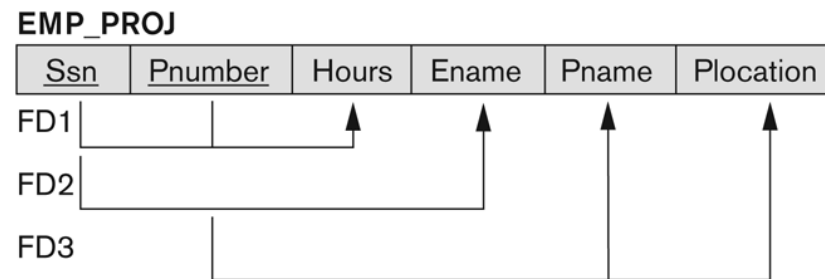 EMP_PROJ
Ssn Pnumber Hours Ename Pname Plocation
FD1
FD2
FD3